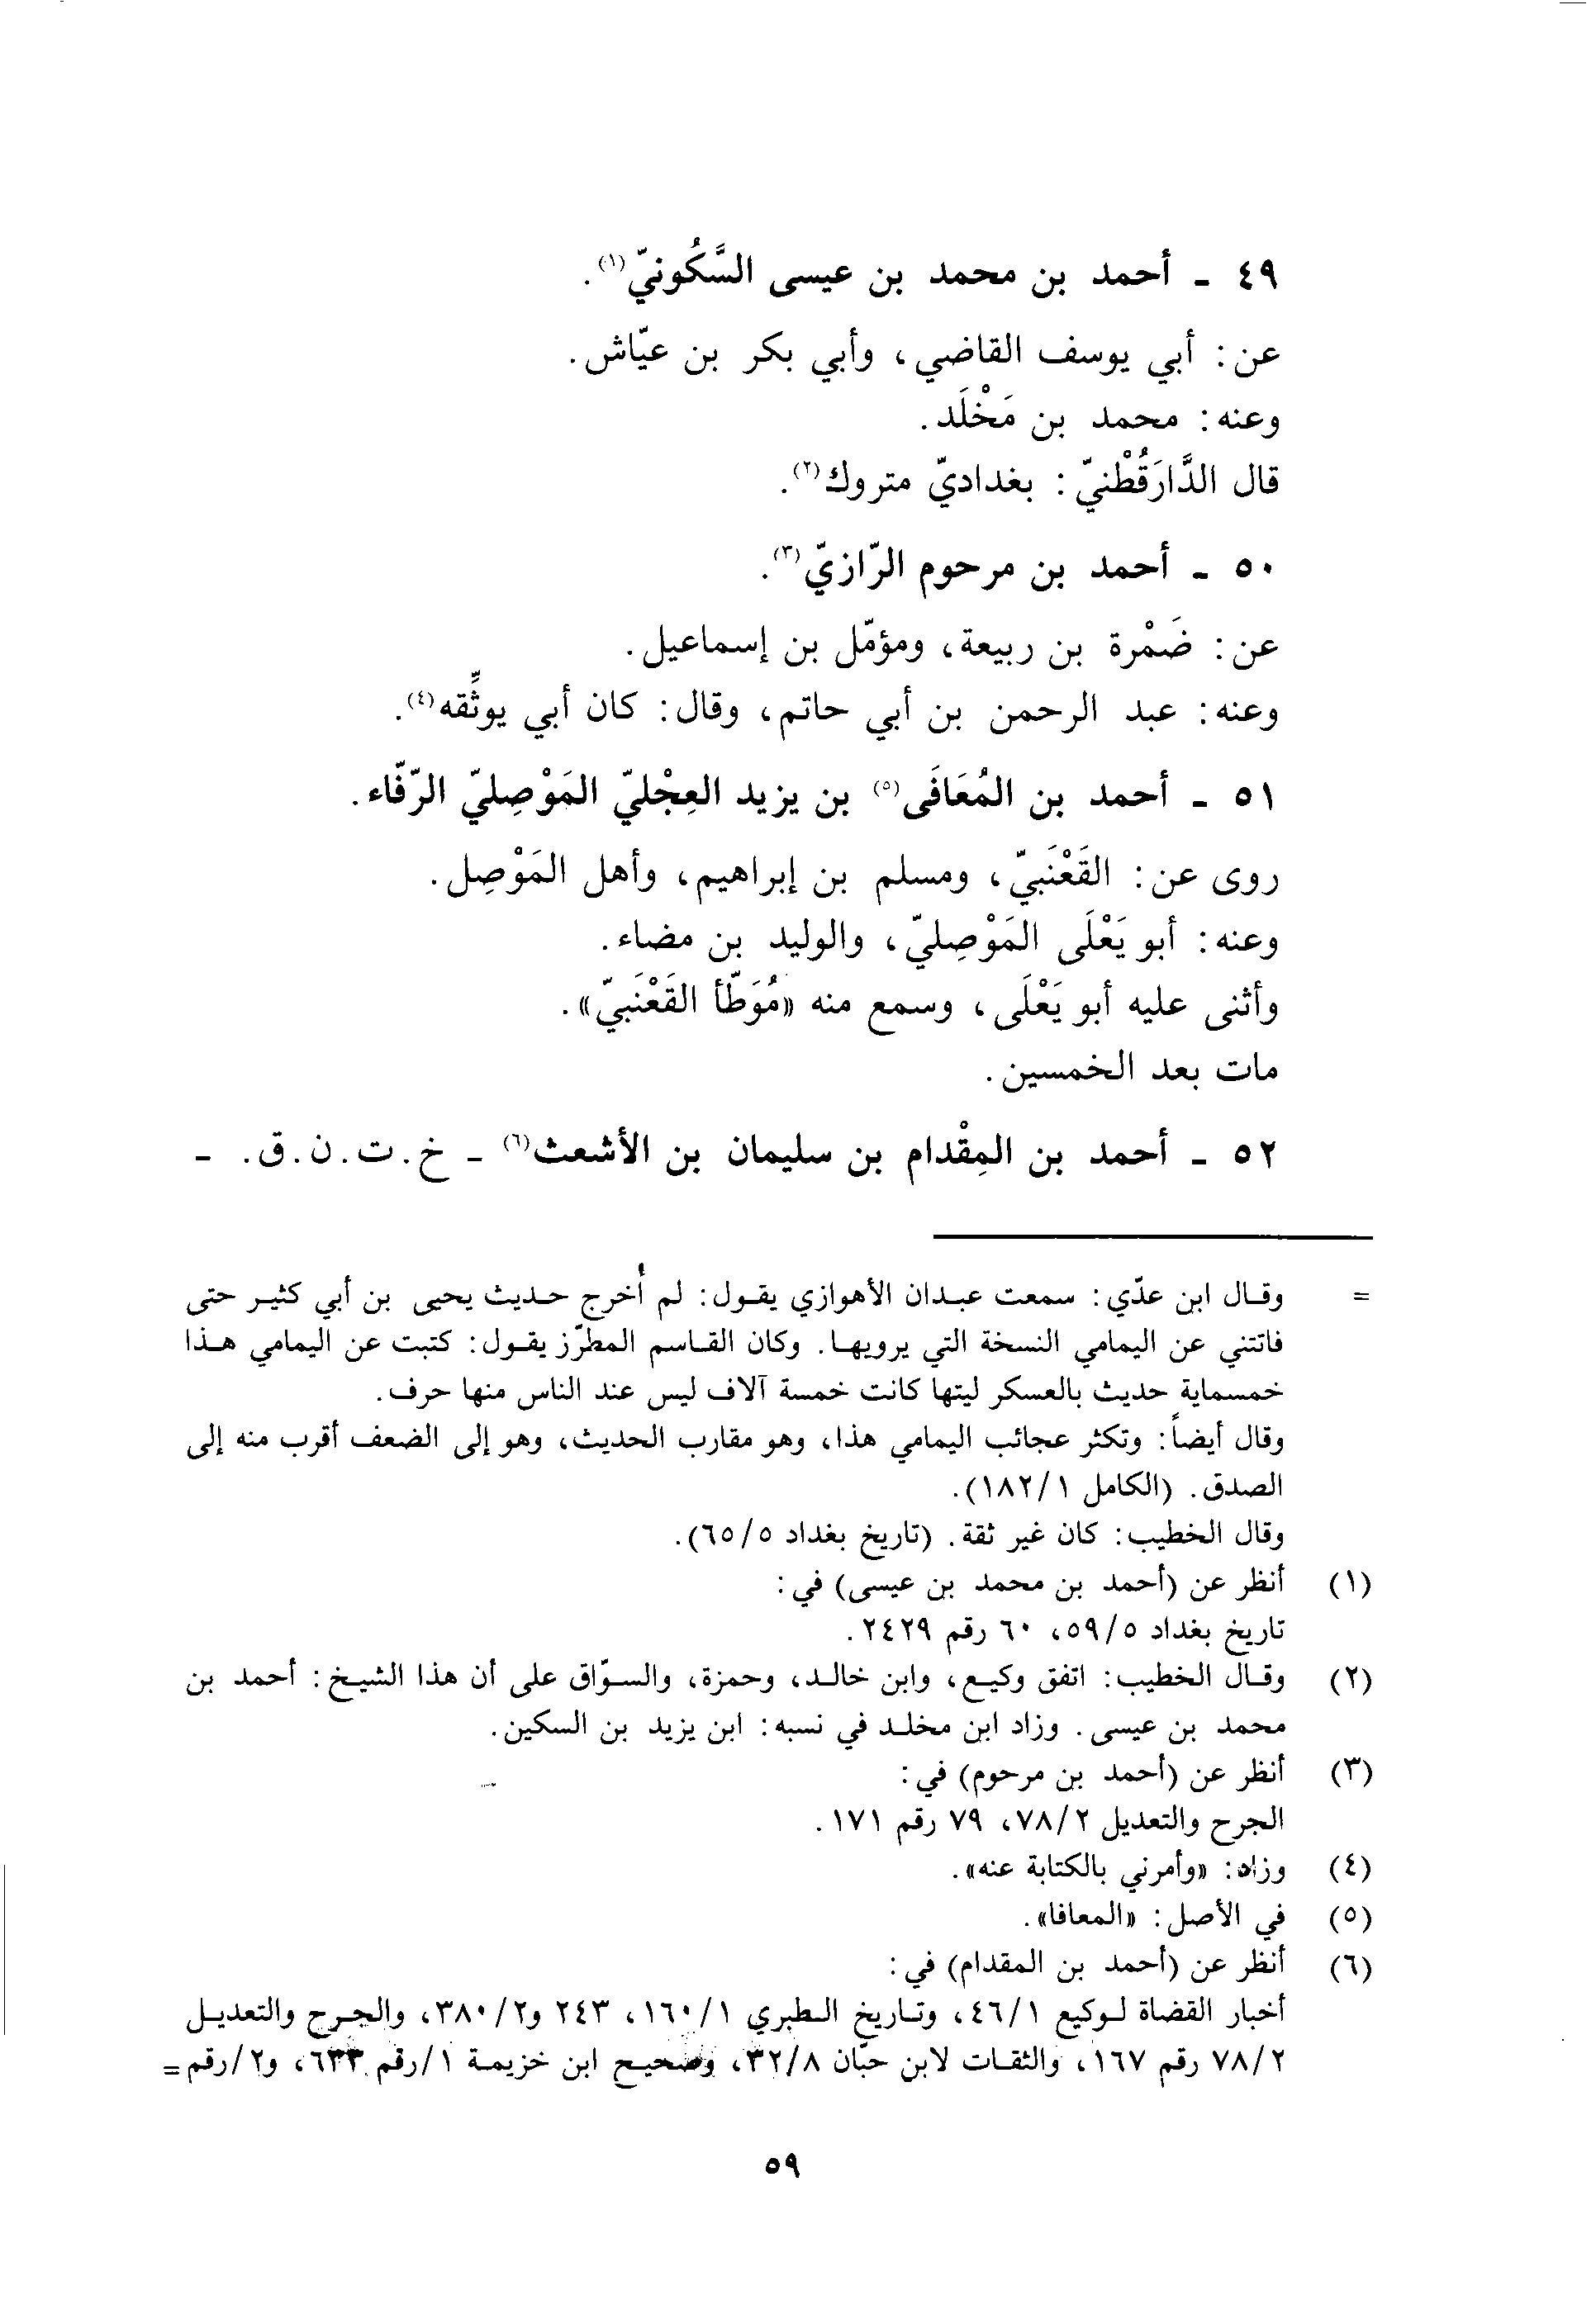 ٤٩ ـ أحمد بن محمد بن عيسى السَّكُونيّ(١).
عن: أبي يوسف القاضي، وأبي بكر بن عيّاش.
وعنه: محمد بن مَخْلَد.
قال الدَّارَقُطْنيّ: بغداديّ متروك(٢).
٥٠ ـ أحمد بن مرحوم الرّازيّ(٣).
عن: ضَمْرة بن ربيعة، ومؤمّل بن إسماعيل.
وعنه: عبد الرحمن بن أبي حاتم، وقال: كان أبي يوثِّقه(٤).
٥١ ـ أحمد بن المُعَافَى(٥) بن يزيد العِجْليّ المَوْصِليّ الرّفّاء.
روى عن: القَعْنَبيّ، ومسلم بن إبراهيم، وأهل المَوْصِل.
وعنه: أبو يَعْلَى المَوْصِليّ، والوليد بن مضاء.
وأثنى عليه أبو يَعْلَى، وسمع منه «مُوَطّأ القَعْنَبيّ».
مات بعد الخمسين.
٥٢ ـ أحمد بن المِقْدام بن سليمان بن الأشعث(٦) ـ خ. ت. ن. ق. ـ
= وقال ابن عدّي: سمعت عبدان الأهوازي يقول: لم أُخرج حديث يحيى بن أبي كثير حتى
فاتتني عن اليمامي النسخة التي يرويها. وكان القاسم المطرّز يقول: كتبت عن اليمامي هذا
خمسماية حديث بالعسكر ليتها كانت خمسة آلاف ليس عند الناس منها حرف.
وقال أيضاً: وتكثر عجائب اليمامي هذا، وهو مقارب الحديث، وهو إلى الضعف أقرب منه إلى
الصدق. (الكامل ١/١٨٢).
وقال الخطيب: كان غير ثقة. (تاريخ بغداد ٥/٦٥).
(١) أنظر عن (أحمد بن محمد بن عيسى) في:
تاريخ بغداد ٥/٥٩، ٦٠ رقم ٢٤٢٩.
(٢) وقال الخطيب: اتفق وكيع، وابن خالد، وحمزة، والسوّاق على أن هذا الشيخ: أحمد بن
محمد بن عيسى. وزاد ابن مخلد في نسبه: ابن يزيد بن السكين.
(٣) أنظر عن (أحمد بن مرحوم) في:
الجرح والتعديل ٢/٧٨، ٧٩ رقم ١٧١.
(٤) وزاد: «وأمرني بالكتابة عنه».
(٥) في الأصل: «المعافا».
(٦) أنظر عن (أحمد بن المقدام) في:
أخبار القضاة لوكيع ١/٤٦، وتاريخ الطبري ١/١٦٠، ٢٤٣ و٢/٣٨٠، والجرح والتعديل
٢/٧٨ رقم ١٦٧، والثقات لابن حبّان ٨/٣٢، وصحيح ابن خزيمة ١/رقم ٦٣٣، و٢/رقم =
٥٩